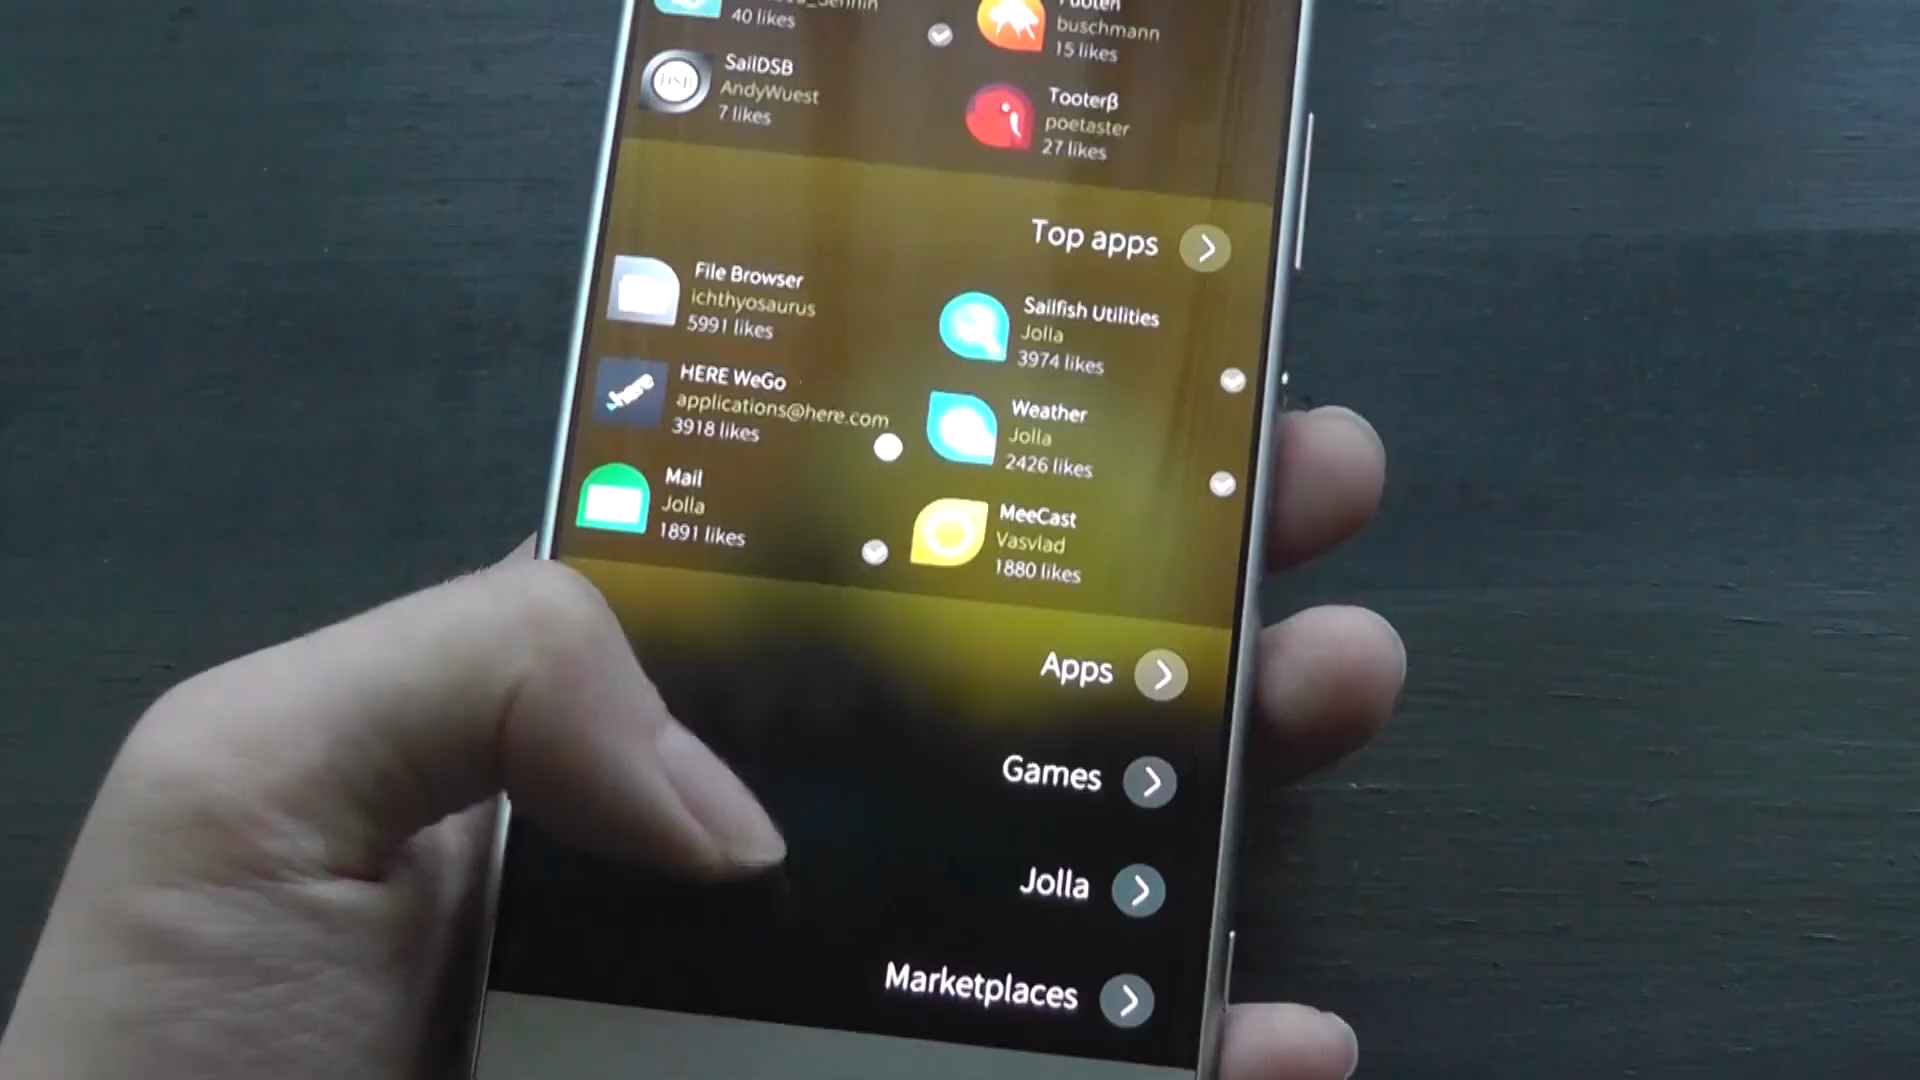 40 likes
buschmann
15 likes
SailDSB
AndyWuest
7 likes
Tooterβ
poetaster
27 likes
Top apps
File Browser
ichthyosaurus
5991 likes
Sailfish Utilities
Jolla
3974 likes
HERE WeGo
applications@here.com
3918 likes
Weather
Jolla
2426 likes
Mail
Jolla
1891 likes
MeeCast
Vasvlad
1880 likes
Apps
Games
Jolla
Marketplaces